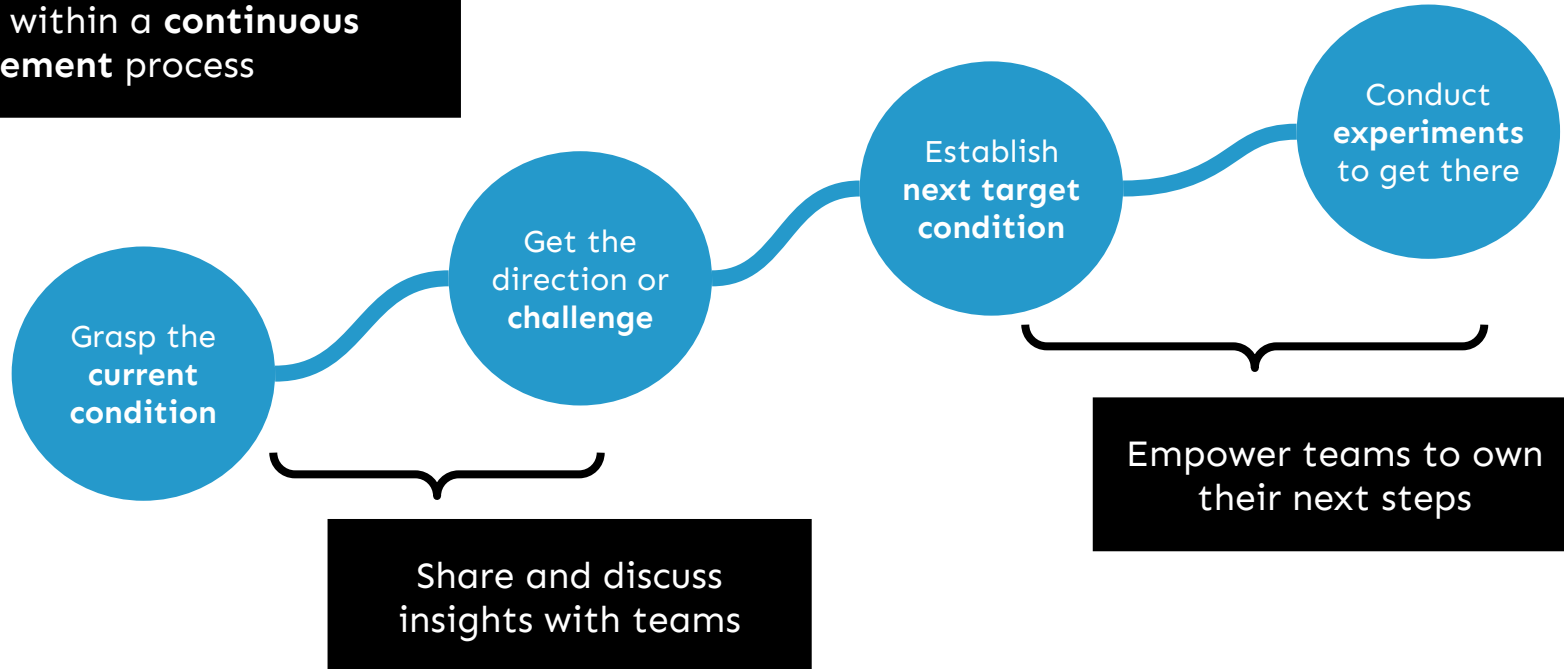 within a continuous
ement process
Conduct
experiments
to get there
Establish
next target
condition
Get the
direction or
challenge
Grasp the
current
condition
Empower teams to own
their next steps
Share and discuss
insights with teams